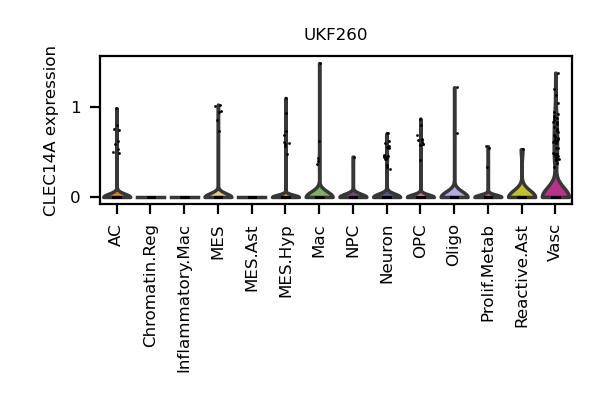 UKF260
CLEC14A expression
1
0
AC
Chromatin.Reg
Inflammatory.Mac
MES
MES.Ast
MES.Hyp
Mac
NPC
Neuron
OPC
Oligo
Prolif.Metab
Reactive.Ast
Vasc